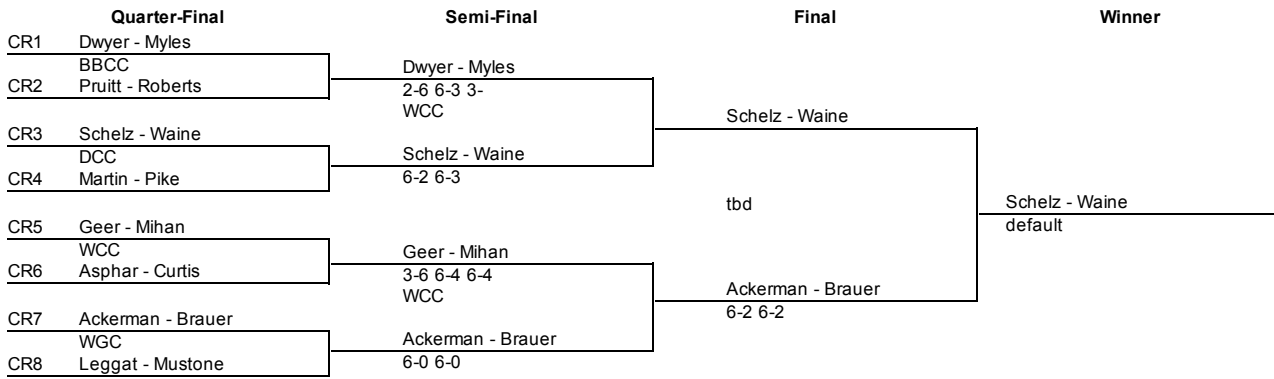 Quarter-Final Semi-Final Final Winner
CR1 Dwyer - Myles
BBCC
Dwyer - Myles
CR2 Pruitt - Roberts
2-6 6-3 3-
WCC
Schelz - Waine
CR3 Schelz - Waine
DCC
Schelz - Waine
CR4 Martin - Pike
6-2 6-3
tbd
Schelz - Waine
default
CR5 Geer - Mihan
WCC
Geer - Mihan
CR6 Asphar - Curtis
3-6 6-4 6-4
WCC
Ackerman - Brauer
6-2 6-2
CR7 Ackerman - Brauer
WGC
Ackerman - Brauer
CR8 Leggat - Mustone
6-0 6-0